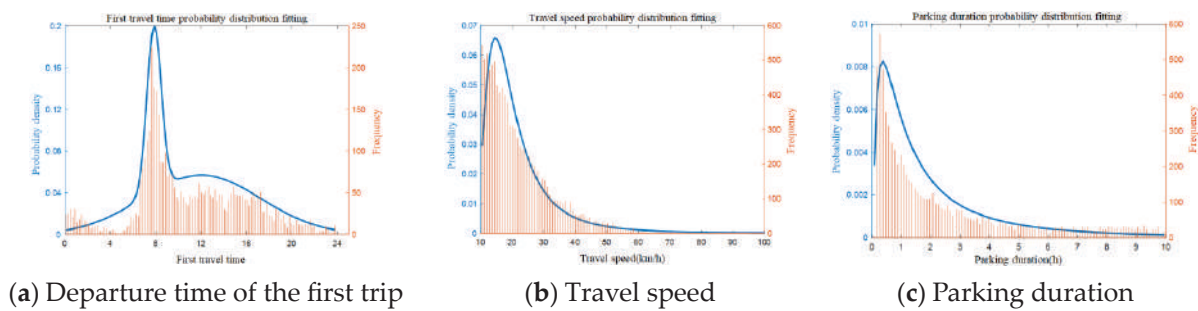 First travel time probability distribution fitting
0.2
0.16
0.12
0.08
0.04
0
250
200
150
100
50
0
0 4 8 12 16 20 24
Probability density
Frequency
First travel time
(a) Departure time of the first trip
Travel speed probability distribution fitting
0.07
0.06
0.05
0.04
0.03
0.02
0.01
0
600
500
400
300
200
100
0
10 20 30 40 50 60 70 80 90 100
Probability density
Frequency
Travel speed(km/h)
(b) Travel speed
Parking duration probability distribution fitting
0.01
0.008
0.006
0.004
0.002
0
600
500
400
300
200
100
0
0 1 2 3 4 5 6 7 8 9 10
Probability density
Frequency
Parking duration(h)
(c) Parking duration